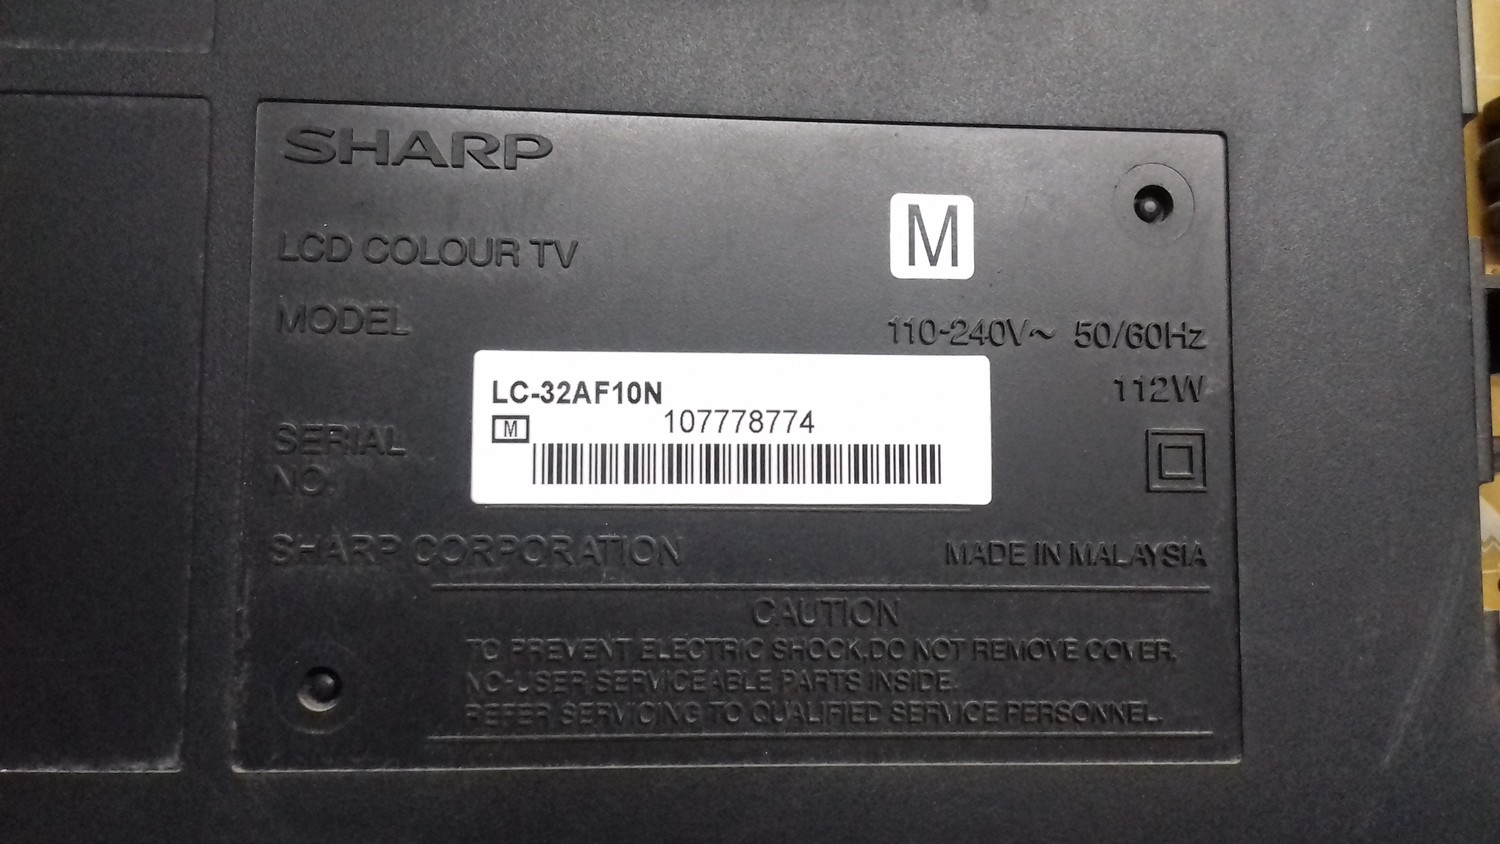 SHARP
M
LCD COLOUR TV
MODEL
110-240V~ 50/60Hz
LC-32AF10N
112W
M
107778774
SERIAL
NO.
SHARP CORPORATION
MADE IN MALAYSIA
CAUTION
TO PREVENT ELECTRIC SHOCK,DO NOT REMOVE COVER.
NO-USER SERVICEABLE PARTS INSIDE.
REFER SERVICING TO QUALIFIED SERVICE PERSONNEL.